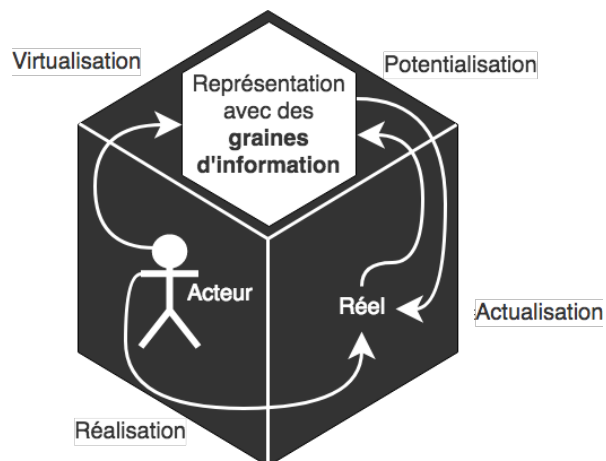 Virtualisation
Potentialisation
Représentation
avec des
graines
d'information
Acteur
Réel
Actualisation
Réalisation